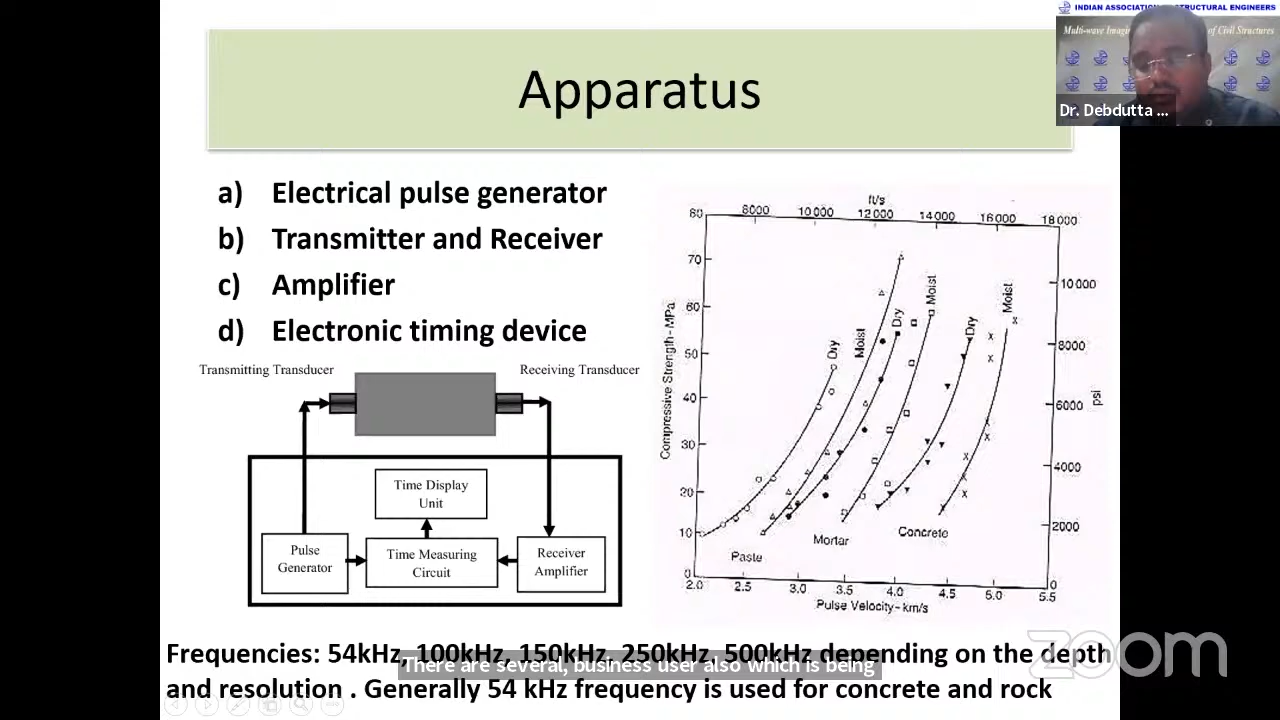 INDIAN ASSOCIATION STRUCTURAL ENGINEERS
Multi-wave Imagin of Civil Structures
Dr. Debdutta ...
Apparatus
a) Electrical pulse generator
b) Transmitter and Receiver
c) Amplifier
d) Electronic timing device
Transmitting Transducer
Receiving Transducer
Time Display
Unit
Pulse
Generator
Time Measuring
Circuit
Receiver
Amplifier
ft/s
8000 10000 12000 14000 16000 18000
80
70
60
50
40
30
20
10
0
Compressive Strength - MPa
10000
8000
6000
4000
2000
0
psi
Dry
Moist
Dry
Moist
Dry
Moist
Paste
Mortar
Concrete
2.0 2.5 3.0 3.5 4.0 4.5 5.0 5.5
Pulse Velocity - km/s
Frequencies: 54kHz, 100kHz, 150kHz, 250kHz, 500kHz depending on the depth
There are several, business user also which is being
and resolution . Generally 54 kHz frequency is used for concrete and rock
zoom